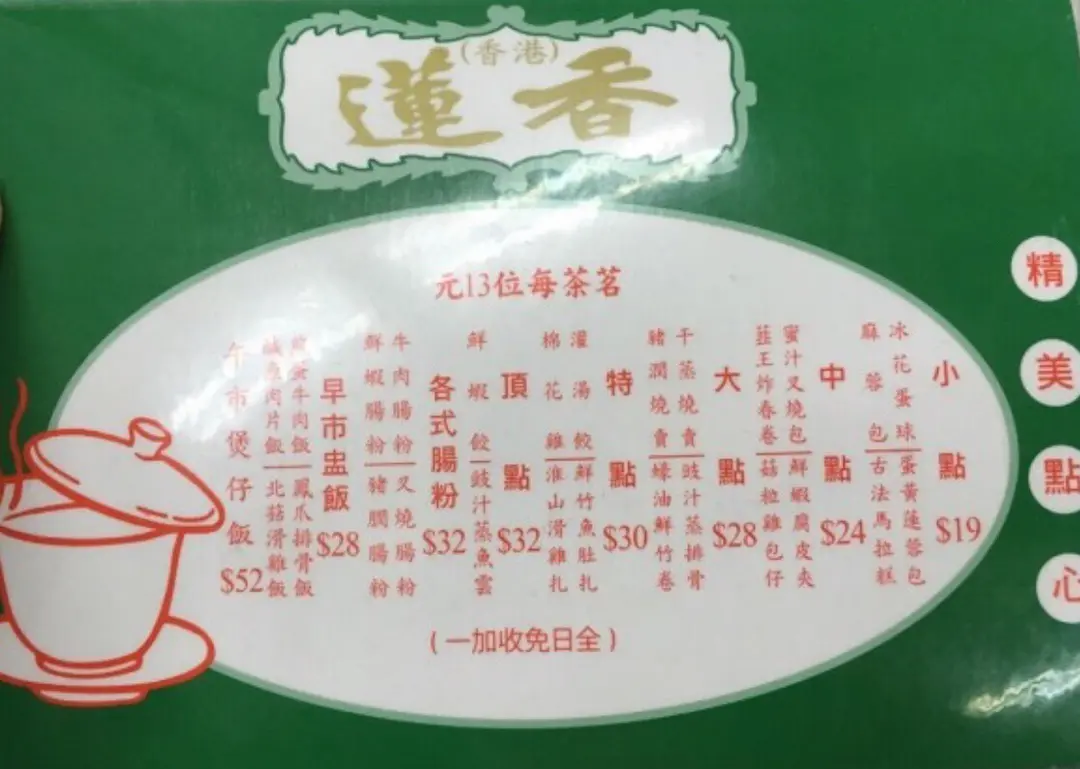 (香港)
蓮香
茗茶每位13元
小點
$19
冰花蛋球
蛋黃蓮蓉包
麻蓉包
古法馬拉糕
中點
$24
蜜汁叉燒包
鮮蝦腐皮夾
韮王炸春卷
菇粒雞包仔
大點
$28
干蒸燒賣
豉汁蒸排骨
豬潤燒賣
蠔油鮮竹卷
特點
$30
灌湯餃
鮮竹魚肚扎
棉花雞
淮山滑雞扎
頂點
$32
鮮蝦餃
豉汁蒸魚雲
各式腸粉
$32
牛肉腸粉
叉燒腸粉
鮮蝦腸粉
豬膶腸粉
早市盅飯
$28
蛋牛肉飯
鳳爪排骨飯
鹹魚肉片飯
北菇滑雞飯
午市煲仔飯
$52
(全日免收加一)
精美點心